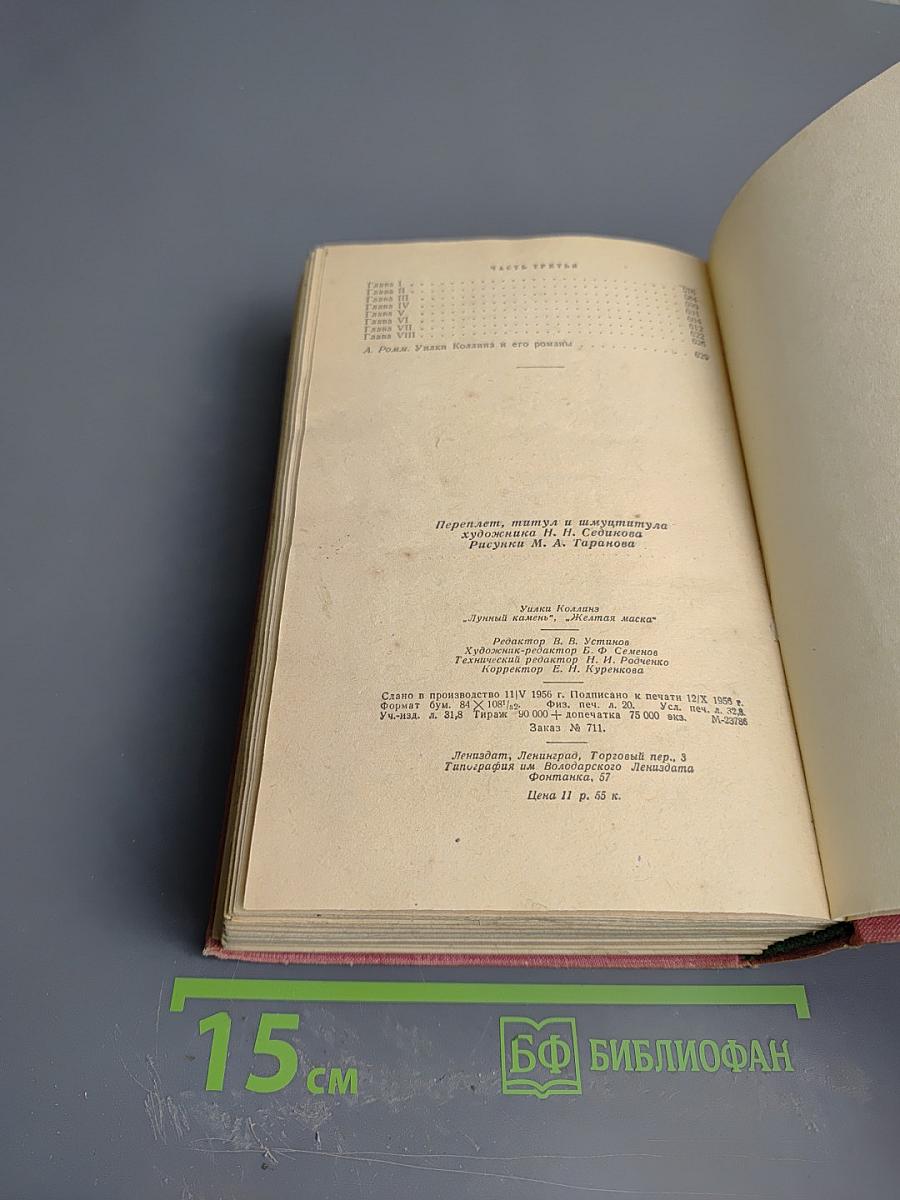 ЧАСТЬ ТРЕТЬЯ
Глава I
Глава II
Глава III
Глава IV
Глава V
Глава VI
Глава VII
Глава VIII
А. Ромм. Уилки Коллинз и его романы 629
Переплет, титул и шмуцтитула
художника Н. Н. Седикова
Рисунки М. А. Таранова
Уилки Коллинз
„Лунный камень“, „Желтая маска“
Редактор В. В. Устинов
Художник-редактор Б. Ф Семенов
Технический редактор Н. И. Родченко
Корректор Е. Н. Куренкова
Сдано в производство 11/V 1956 г. Подписано к печати 12/X 1956 г.
Формат бум. 84×108¹/₃₂. Физ. печ. л. 20. Усл. печ. л. 32,8.
Уч.-изд. л. 31,8 Тираж 90 000 + допечатка 75 000 экз. М-23786
Заказ № 711.
Лениздат, Ленинград, Торговый пер., 3
Типография им Володарского Лениздата
Фонтанка, 57
Цена 11 р. 55 к.
15 см
БФ БИБЛИОФАН